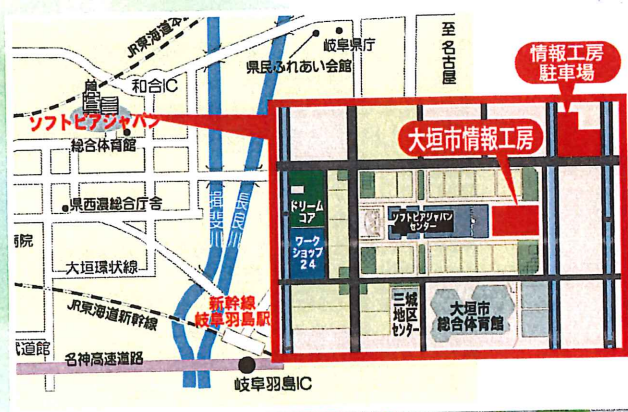 JR東海道本
和合IC
県民ふれあい会館
岐阜県庁
至 名古屋
情報工房
駐車場
ソフトピアジャパン
総合体育館
大垣市情報工房
県西濃総合庁舎
揖斐川
長良川
ドリーム
コア
ソフトピアジャパン
センター
ワーク
ショップ
24
病院
大垣環状線
JR東海道新幹線
新幹線
岐阜羽島駅
三城
地区
センター
大垣市
総合体育館
武道館
名神高速道路
岐阜羽島IC